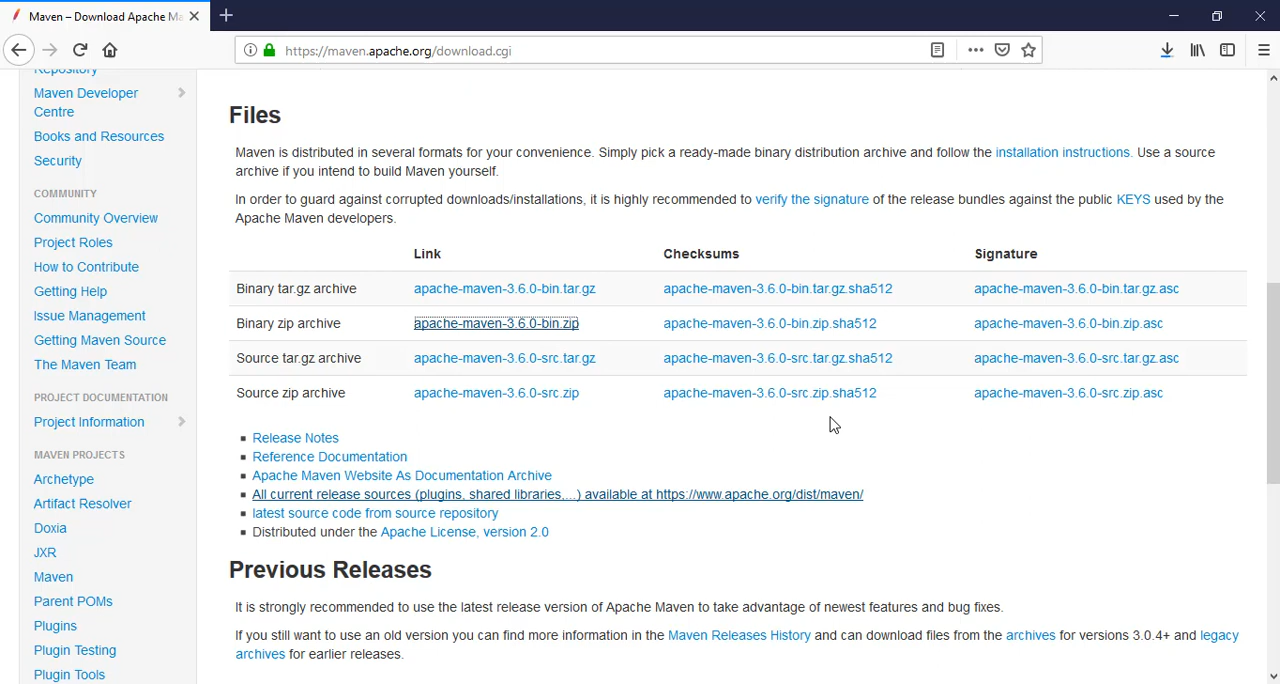 Maven – Download Apache Ma
https://maven.apache.org/download.cgi
Repository
Maven Developer
Centre
Books and Resources
Security
COMMUNITY
Community Overview
Project Roles
How to Contribute
Getting Help
Issue Management
Getting Maven Source
The Maven Team
PROJECT DOCUMENTATION
Project Information
MAVEN PROJECTS
Archetype
Artifact Resolver
Doxia
JXR
Maven
Parent POMs
Plugins
Plugin Testing
Plugin Tools
Files
Maven is distributed in several formats for your convenience. Simply pick a ready-made binary distribution archive and follow the installation instructions. Use a source
archive if you intend to build Maven yourself.
In order to guard against corrupted downloads/installations, it is highly recommended to verify the signature of the release bundles against the public KEYS used by the
Apache Maven developers.
Link Checksums Signature
Binary tar.gz archive apache-maven-3.6.0-bin.tar.gz apache-maven-3.6.0-bin.tar.gz.sha512 apache-maven-3.6.0-bin.tar.gz.asc
Binary zip archive apache-maven-3.6.0-bin.zip apache-maven-3.6.0-bin.zip.sha512 apache-maven-3.6.0-bin.zip.asc
Source tar.gz archive apache-maven-3.6.0-src.tar.gz apache-maven-3.6.0-src.tar.gz.sha512 apache-maven-3.6.0-src.tar.gz.asc
Source zip archive apache-maven-3.6.0-src.zip apache-maven-3.6.0-src.zip.sha512 apache-maven-3.6.0-src.zip.asc
Release Notes
Reference Documentation
Apache Maven Website As Documentation Archive
All current release sources (plugins, shared libraries,...) available at https://www.apache.org/dist/maven/
latest source code from source repository
Distributed under the Apache License, version 2.0
Previous Releases
It is strongly recommended to use the latest release version of Apache Maven to take advantage of newest features and bug fixes.
If you still want to use an old version you can find more information in the Maven Releases History and can download files from the archives for versions 3.0.4+ and legacy
archives for earlier releases.